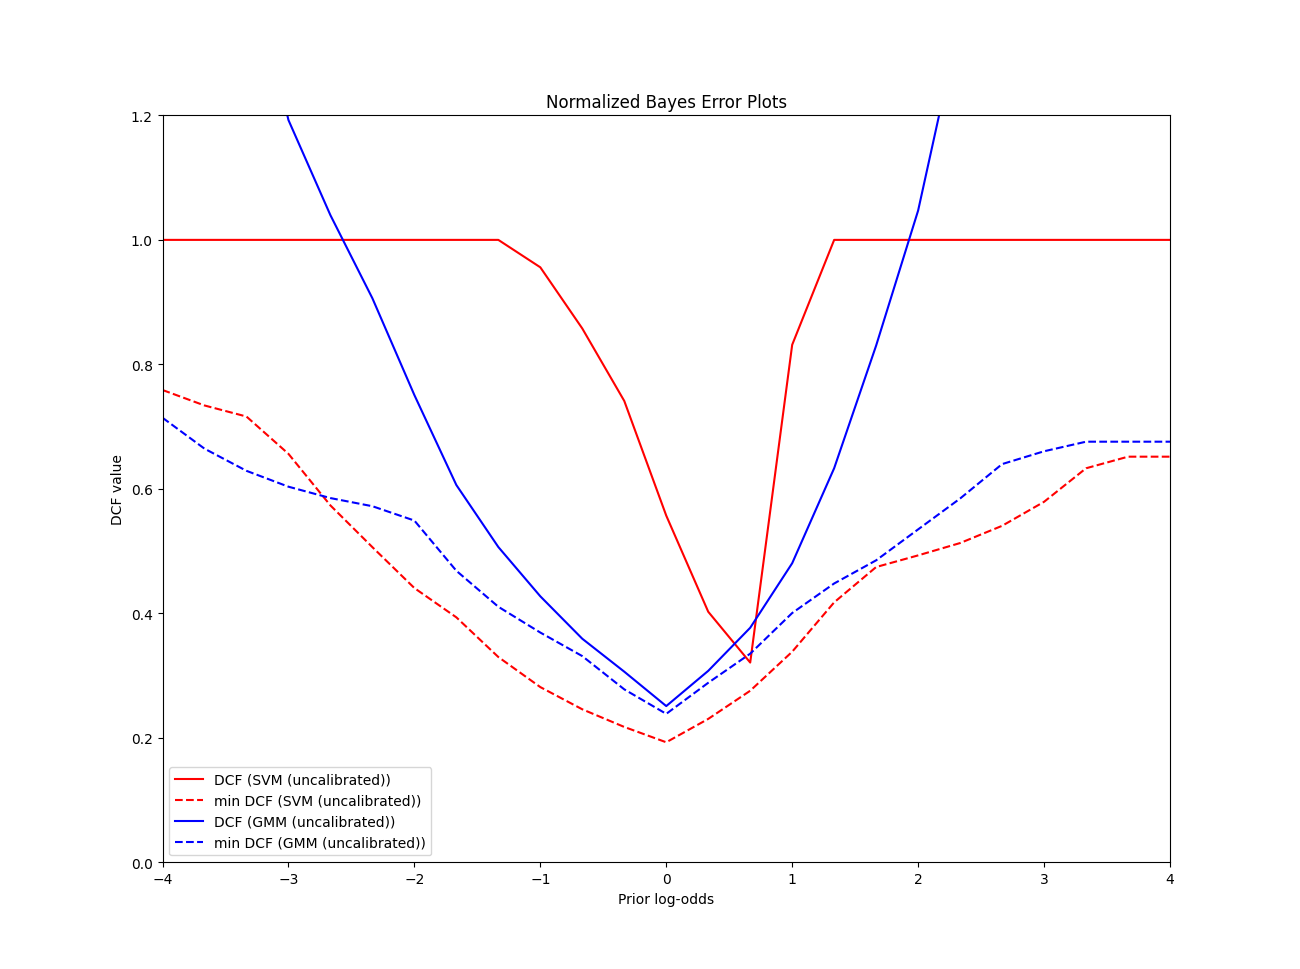 Normalized Bayes Error Plots
1.2
1.0
0.8
0.6
0.4
0.2
0.0
DCF value
DCF (SVM (uncalibrated))
min DCF (SVM (uncalibrated))
DCF (GMM (uncalibrated))
min DCF (GMM (uncalibrated))
−4 −3 −2 −1 0 1 2 3 4
Prior log-odds